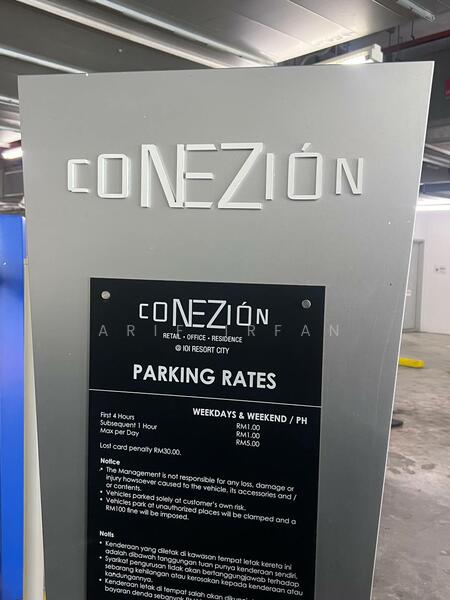 CONEZIÓN
CONEZIÓN
RETAIL • OFFICE • RESIDENCE
@ IOI RESORT CITY
ARIF IRFAN
PARKING RATES
WEEKDAYS & WEEKEND / PH
First 4 Hours RM1.00
Subsequent 1 Hour RM1.00
Max per Day RM5.00
Lost card penalty RM30.00.
Notice
• The Management is not responsible for any loss, damage or
injury howsoever caused to the vehicle, its accessories and /
or contents.
• Vehicles parked solely at customer's own risk.
• Vehicles park at unauthorized places will be clamped and a
RM100 fine will be imposed.
Notis
• Kenderaan yang diletak di kawasan tempat letak kereta ini
adalah dibawah tanggungan tuan punya kenderaan sendiri.
• Syarikat pengurusan tidak akan bertanggungjawab terhadap
sebarang kehilangan atau kerosakan kepada kenderaan atau
kandungannya.
• Kenderaan letak di tempat salah akan
bayaran denda sebanyak